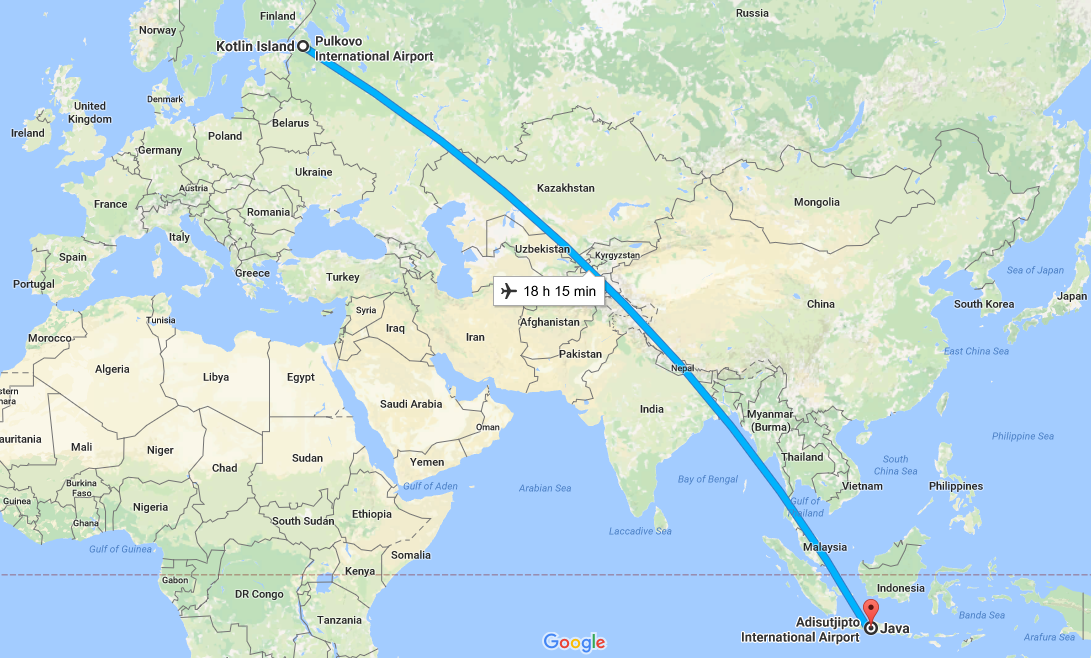 Finland
Russia
Norway
Kotlin Island
Pulkovo
International Airport
Denmark
United
Kingdom
Ireland
Belarus
Poland
Germany
Ukraine
Kazakhstan
Austria
France
Mongolia
Romania
Italy
Uzbekistan
Kyrgyzstan
Spain
Greece
Turkey
Sea of Japan
Portugal
18 h 15 min
Japan
China
South Korea
Syria
Tunisia
Afghanistan
Iraq
Iran
Morocco
Pakistan
East China Sea
Algeria
Libya
Egypt
Nepal
stern
hara
Saudi Arabia
India
Myanmar
(Burma)
Oman
auritania
Mali
Niger
Philippine Sea
Sudan
Yemen
Thailand
Chad
South
China Sea
Bay of Bengal
Burkina
Faso
Gulf of Aden
Arabian Sea
Vietnam
Philippines
Guinea
Nigeria
Gulf of
Thailand
Ethiopia
Ghana
South Sudan
Laccadive Sea
Gulf of Guinea
Malaysia
Somalia
Kenya
Gabon
Indonesia
DR Congo
Banda Sea
Tanzania
Adisutjipto
International Airport
Java
Arafura Sea
Google